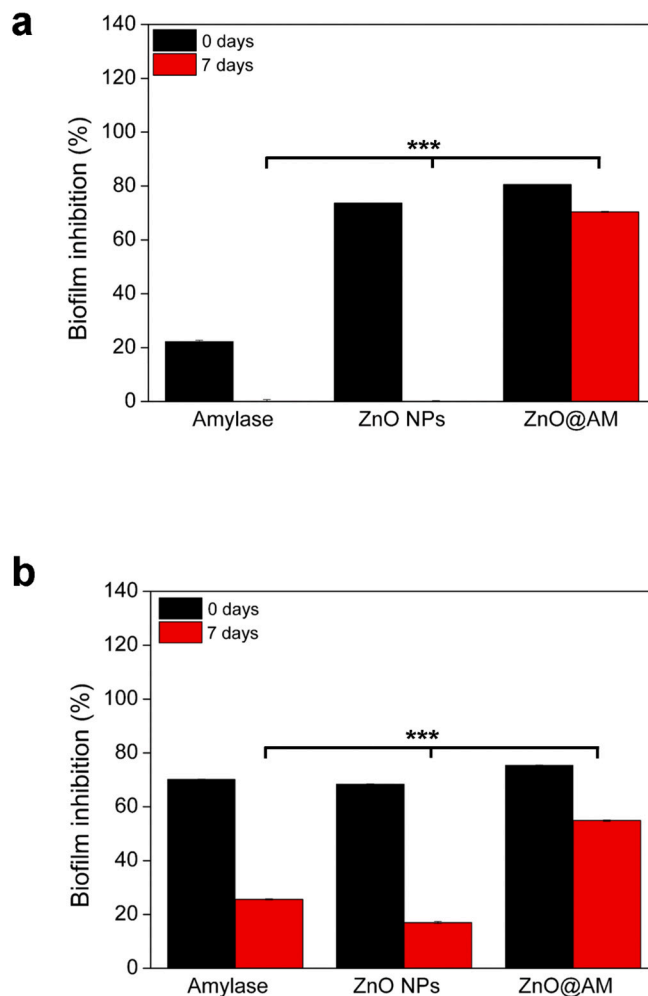 a
140
0 days
7 days
120
100
80
60
40
20
0
Biofilm inhibition (%)
***
Amylase ZnO NPs ZnO@AM
b
140
0 days
7 days
120
100
80
60
40
20
0
Biofilm inhibition (%)
***
Amylase ZnO NPs ZnO@AM